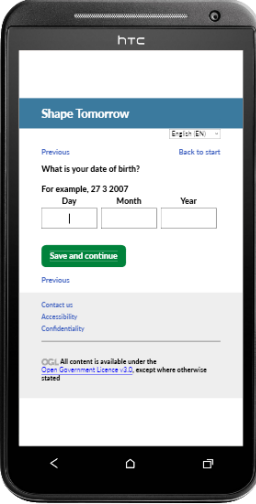 hTC
Shape Tomorrow
English (EN)
Previous
Back to start
What is your date of birth?
For example, 27 3 2007
Day Month Year
Save and continue
Previous
Contact us
Accessibility
Confidentiality
OGL All content is available under the
Open Government Licence v3.0, except where otherwise
stated